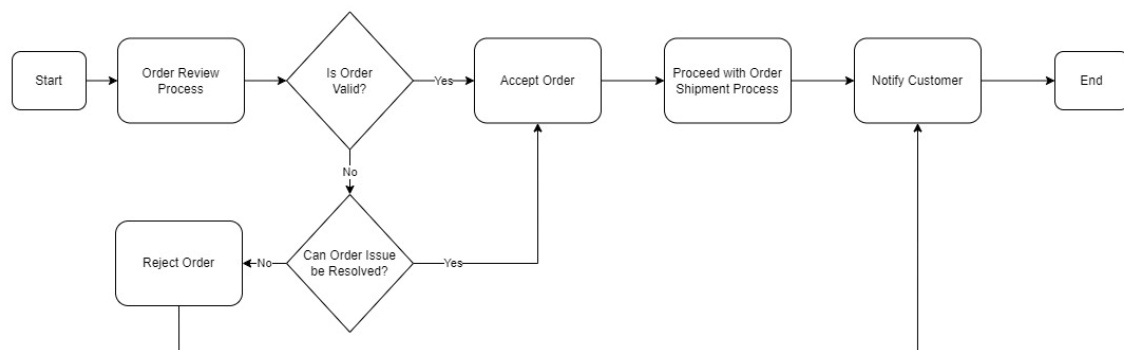 Start
Order Review
Process
Is Order
Valid?
Yes
Accept Order
Proceed with Order
Shipment Process
Notify Customer
End
No
Reject Order
No
Can Order Issue
be Resolved?
Yes